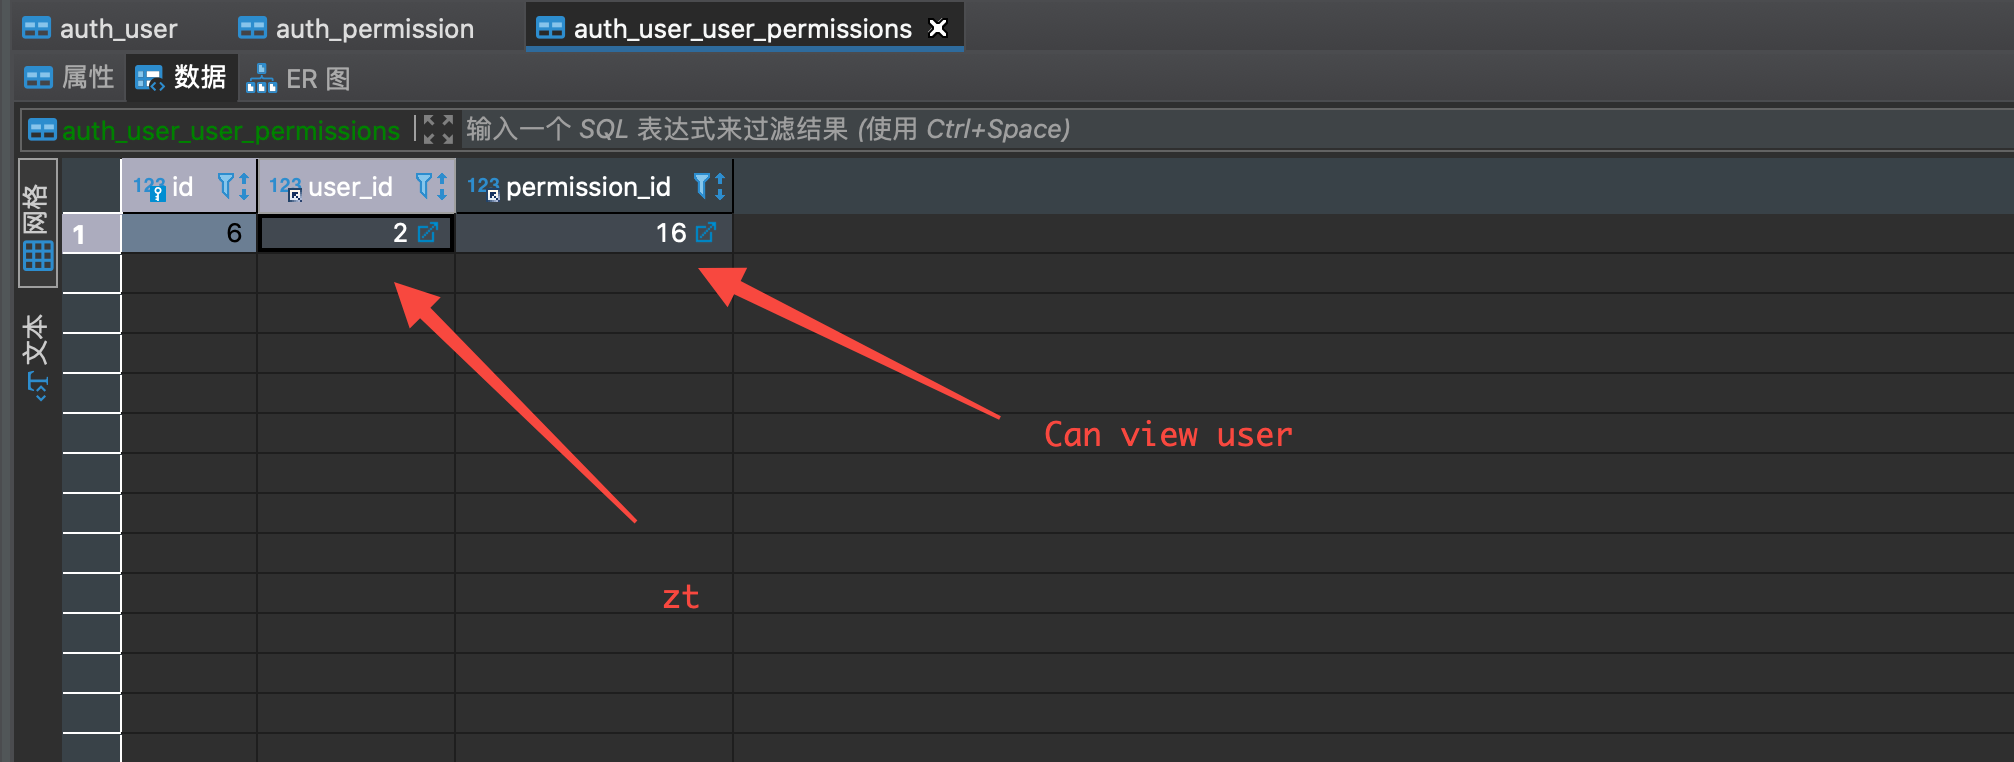 auth_user auth_permission auth_user_user_permissions
属性 数据 ER 图
auth_user_user_permissions 输入一个 SQL 表达式来过滤结果 (使用 Ctrl+Space)
网格
文本
123 id 123 user_id 123 permission_id
1 6 2 16
Can view user
zt